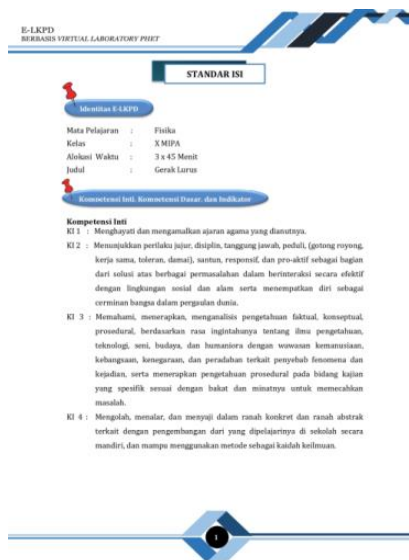 E-LKPD
BERBASIS VIRTUAL LABORATORY PHET
STANDAR ISI
Identitas E-LKPD
Mata Pelajaran : Fisika
Kelas : X MIPA
Alokasi Waktu : 3 x 45 Menit
Judul : Gerak Lurus
Kompetensi Inti, Kompetensi Dasar, dan Indikator
Kompetensi Inti
KI 1 : Menghayati dan mengamalkan ajaran agama yang dianutnya.
KI 2 : Menunjukkan perilaku jujur, disiplin, tanggung jawab, peduli, (gotong royong,
kerja sama, toleran, damai), santun, responsif, dan pro-aktif sebagai bagian
dari solusi atas berbagai permasalahan dalam berinteraksi secara efektif
dengan lingkungan sosial dan alam serta menempatkan diri sebagai
cerminan bangsa dalam pergaulan dunia.
KI 3 : Memahami, menerapkan, menganalisis pengetahuan faktual, konseptual,
prosedural, berdasarkan rasa ingintahunya tentang ilmu pengetahuan,
teknologi, seni, budaya, dan humaniora dengan wawasan kemanusiaan,
kebangsaan, kenegaraan, dan peradahan terkait penyebab fenomena dan
kejadian, serta menerapkan pengetahuan prosedural pada bidang kajian
yang spesifik sesuai dengan bakat dan minatnya untuk memecahkan
masalah.
KI 4 : Mengolah, menalar, dan menyaji dalam ranah konkret dan ranah abstrak
terkait dengan pengembangan dari yang dipelajarinya di sekolah secara
mandiri, dan mampu menggunakan metode sebagai kaidah keilmuan.
1